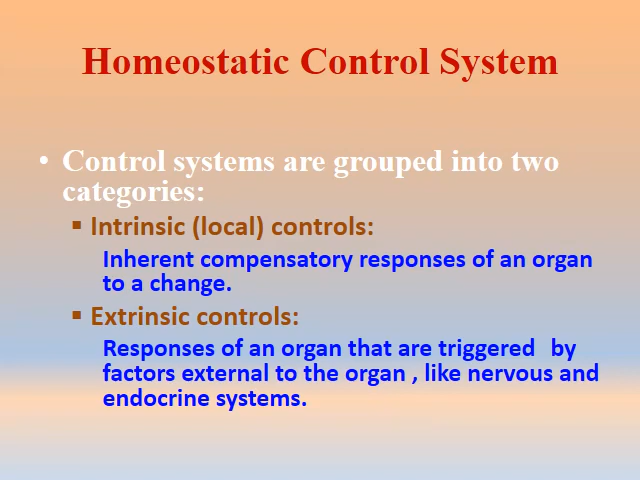 Homeostatic Control System
• Control systems are grouped into two
categories:
▪ Intrinsic (local) controls:
Inherent compensatory responses of an organ
to a change.
▪ Extrinsic controls:
Responses of an organ that are triggered by
factors external to the organ , like nervous and
endocrine systems.